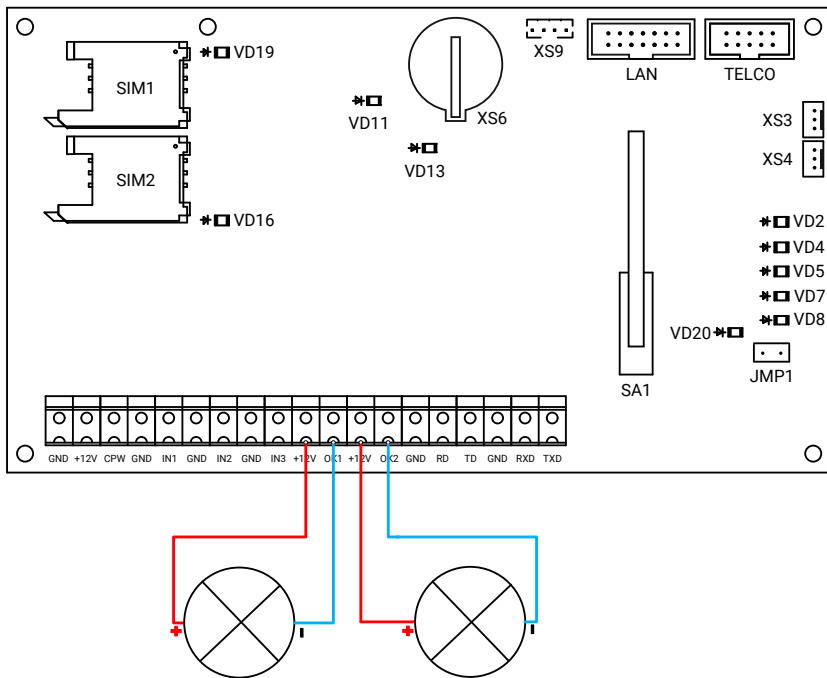 XS9
LAN
TELCO
SIM1
VD19
VD11
XS6
VD13
XS3
XS4
SIM2
VD16
VD2
VD4
VD5
VD7
VD8
VD20
SA1
JMP1
GND +12V CPW GND IN1 GND IN2 GND IN3 +12V OK1 +12V OK2 GND RD TD GND RXD TXD
+ - + -